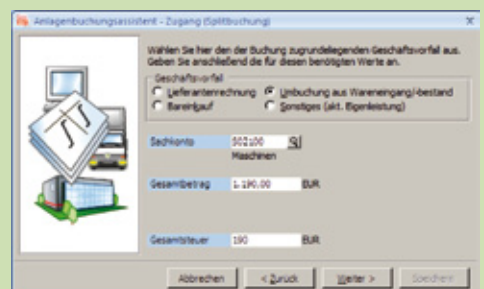 Anlagenbuchungsassistent - Zugang (Splitbuchung)
Wählen Sie hier den der Buchung zugrundeliegenden Geschäftsvorfall aus.
Geben Sie anschließend die für diesen benötigten Werte an.
Geschäftsvorfall
Lieferantenrechnung Umbuchung aus Wareneingang/-bestand
Bareinkauf Sonstiges (akt. Eigenleistung)
Sachkonto
Maschinen
Gesamtbetrag 1.190,00 EUR
Gesamtsteuer 190 EUR
Abbrechen < Zurück Weiter > Speichern